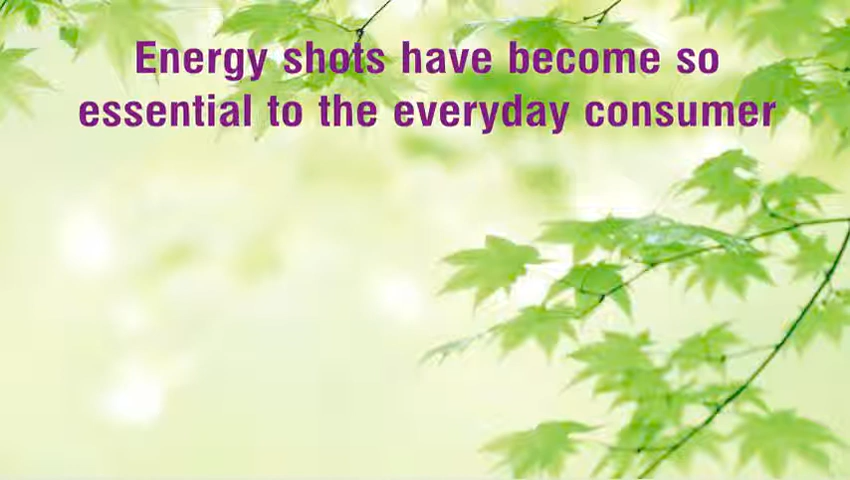 Energy shots have become so
essential to the everyday consumer